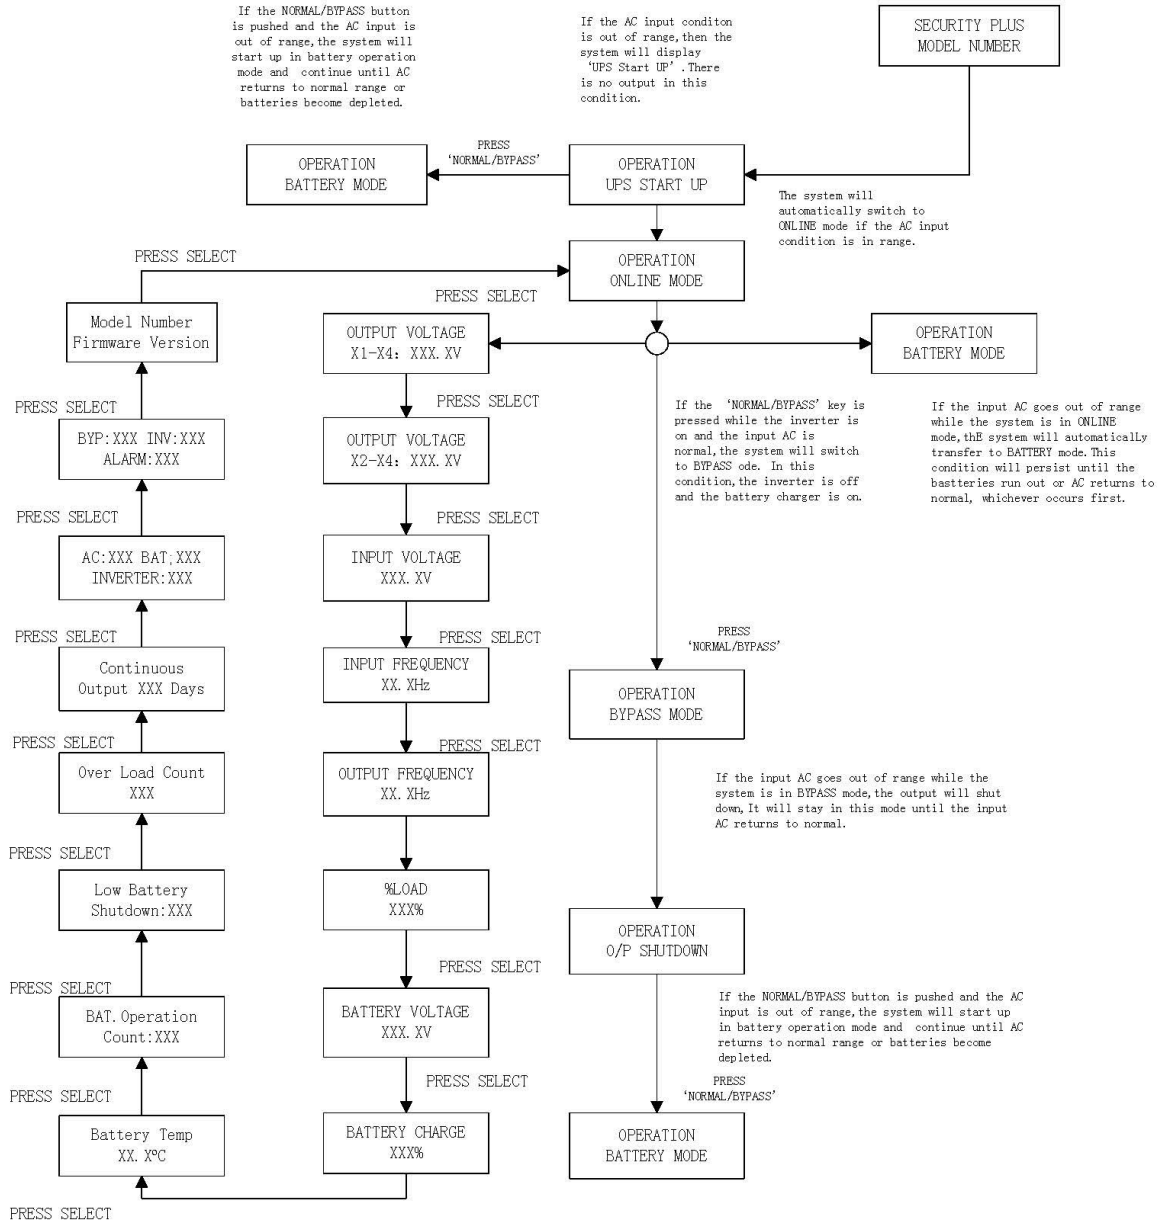 If the NORMAL/BYPASS button
is pushed and the AC input is
out of range, the system will
start up in battery operation
mode and continue until AC
returns to normal range or
batteries become depleted.
If the AC input conditon
is out of range, then the
system will display
‘UPS Start UP’. There
is no output in this
condition.
SECURITY PLUS
MODEL NUMBER
OPERATION
BATTERY MODE
PRESS
‘NORMAL/BYPASS’
OPERATION
UPS START UP
The system will
automatically switch to
ONLINE mode if the AC input
condition is in range.
PRESS SELECT
OPERATION
ONLINE MODE
PRESS SELECT
Model Number
Firmware Version
OUTPUT VOLTAGE
X1-X4: XXX.XV
OPERATION
BATTERY MODE
PRESS SELECT
PRESS SELECT
If the ‘NORMAL/BYPASS’ key is
pressed while the inverter is
on and the input AC is
normal, the system will switch
to BYPASS ode. In this
condition, the inverter is off
and the battery charger is on.
If the input AC goes out of range
while the system is in ONLINE
mode, thE system will automaticalLy
transfer to BATTERY mode. This
condition will persist until the
bastteries run out or AC returns to
normal, whichever occurs first.
BYP:XXX INV:XXX
ALARM:XXX
OUTPUT VOLTAGE
X2-X4: XXX.XV
PRESS SELECT
PRESS SELECT
AC:XXX BAT;XXX
INVERTER:XXX
INPUT VOLTAGE
XXX.XV
PRESS SELECT
PRESS SELECT
PRESS
‘NORMAL/BYPASS’
Continuous
Output XXX Days
INPUT FREQUENCY
XX.XHz
OPERATION
BYPASS MODE
PRESS SELECT
PRESS SELECT
Over Load Count
XXX
OUTPUT FREQUENCY
XX.XHz
If the input AC goes out of range while the
system is in BYPASS mode, the output will shut
down, It will stay in this mode until the input
AC returns to normal.
PRESS SELECT
PRESS SELECT
Low Battery
Shutdown:XXX
%LOAD
XXX%
OPERATION
O/P SHUTDOWN
PRESS SELECT
PRESS SELECT
BAT.Operation
Count:XXX
BATTERY VOLTAGE
XXX.XV
If the NORMAL/BYPASS button is pushed and the AC
input is out of range, the system will start up
in battery operation mode and continue until AC
returns to normal range or batteries become
depleted.
PRESS SELECT
PRESS SELECT
PRESS
‘NORMAL/BYPASS’
Battery Temp
XX.XºC
BATTERY CHARGE
XXX%
OPERATION
BATTERY MODE
PRESS SELECT